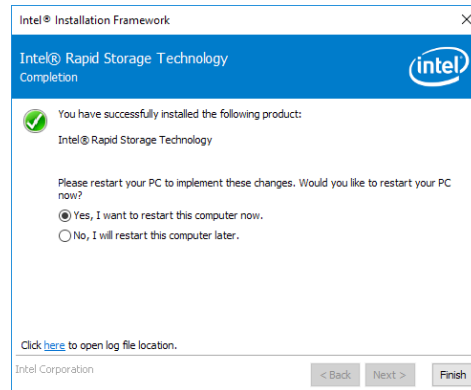 Intel® Installation Framework
Intel® Rapid Storage Technology
Completion
intel
You have successfully installed the following product:
Intel® Rapid Storage Technology
Please restart your PC to implement these changes. Would you like to restart your PC
now?
Yes, I want to restart this computer now.
No, I will restart this computer later.
Click here to open log file location.
Intel Corporation
< Back
Next >
Finish